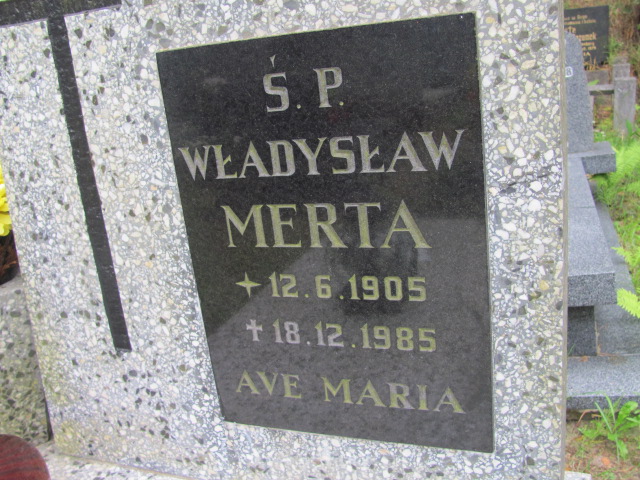 Ś. P.
WŁADYSŁAW
MERTA
✦ 12.6.1905
✝ 18.12.1985
AVE MARIA